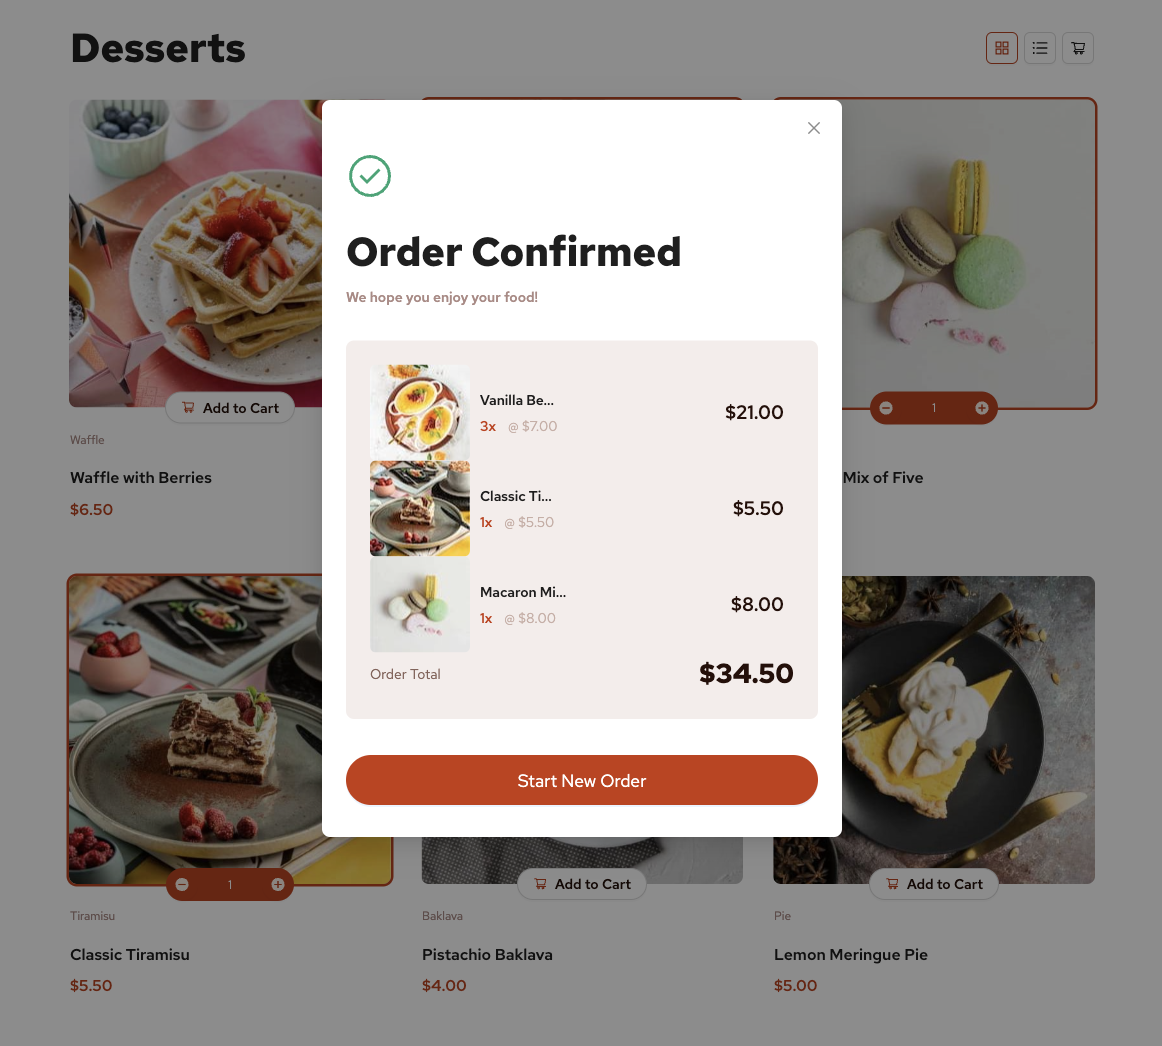 Desserts
Order Confirmed
We hope you enjoy your food!
Vanilla Be...
3x @ $7.00
$21.00
Classic Ti...
1x @ $5.50
$5.50
Macaron Mi...
1x @ $8.00
$8.00
Order Total
$34.50
Start New Order
Add to Cart
1
Waffle
Waffle with Berries
Mix of Five
$6.50
1
Add to Cart
Add to Cart
Tiramisu
Baklava
Pie
Classic Tiramisu
Pistachio Baklava
Lemon Meringue Pie
$5.50
$4.00
$5.00